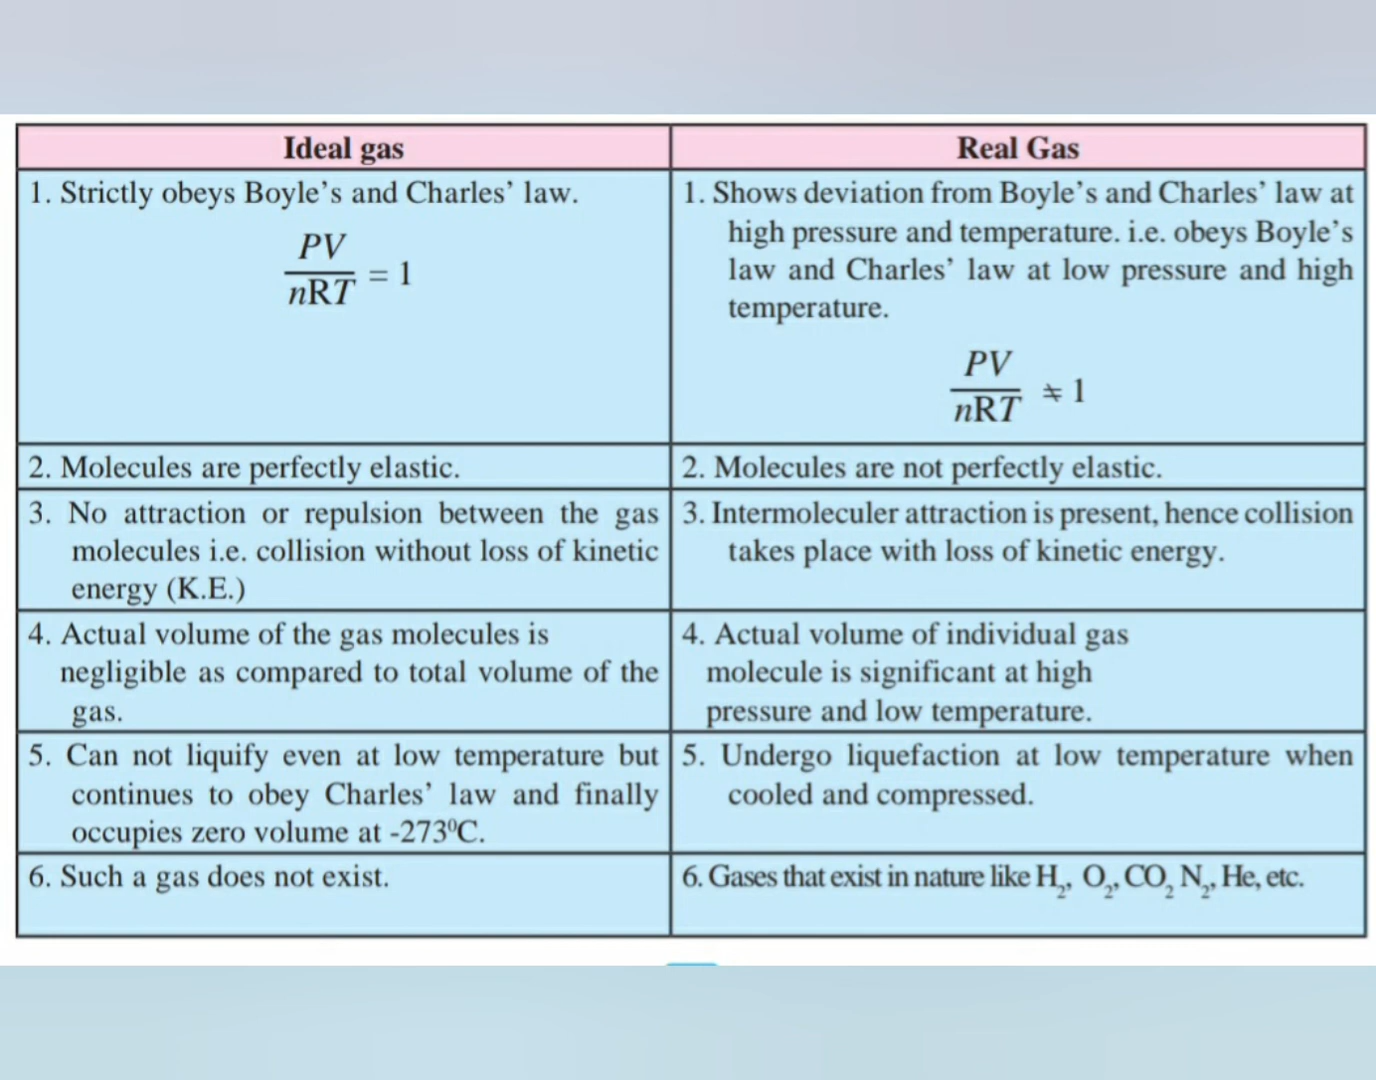 Ideal gas
Real Gas
1. Strictly obeys Boyle's and Charles' law.
PV
nRT
= 1
1. Shows deviation from Boyle's and Charles' law at
high pressure and temperature. i.e. obeys Boyle's
law and Charles' law at low pressure and high
temperature.
PV
nRT
≠ 1
2. Molecules are perfectly elastic.
2. Molecules are not perfectly elastic.
3. No attraction or repulsion between the gas
molecules i.e. collision without loss of kinetic
energy (K.E.)
3. Intermoleculer attraction is present, hence collision
takes place with loss of kinetic energy.
4. Actual volume of the gas molecules is
negligible as compared to total volume of the
gas.
4. Actual volume of individual gas
molecule is significant at high
pressure and low temperature.
5. Can not liquify even at low temperature but
continues to obey Charles' law and finally
occupies zero volume at -273⁰C.
5. Undergo liquefaction at low temperature when
cooled and compressed.
6. Such a gas does not exist.
6. Gases that exist in nature like H₂, O₂, CO₂ N₂, He, etc.